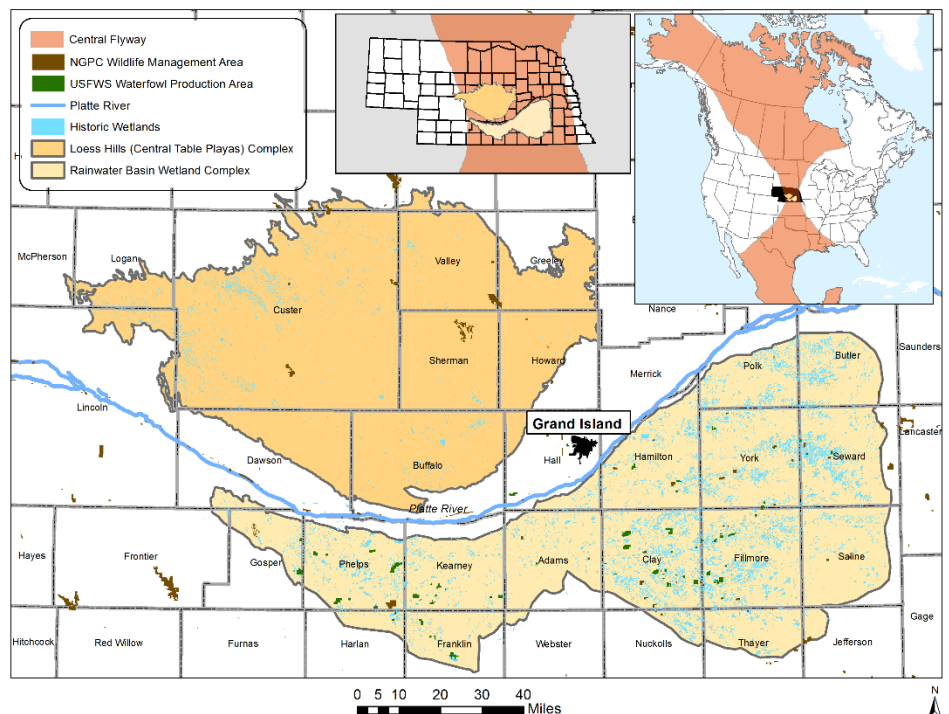 Central Flyway
NGPC Wildlife Management Area
USFWS Waterfowl Production Area
Platte River
Historic Wetlands
Loess Hills (Central Table Playas) Complex
Rainwater Basin Wetland Complex
McPherson
Logan
Valley
Greeley
Custer
Nance
Sherman
Howard
Merrick
Polk
Butler
Saunders
Lincoln
Grand Island
Lancaster
Dawson
Buffalo
Hall
Hamilton
York
Seward
Platte River
Hayes
Frontier
Gosper
Phelps
Kearney
Adams
Clay
Fillmore
Saline
Hitchcock
Red Willow
Furnas
Harlan
Franklin
Webster
Nuckolls
Thayer
Jefferson
Gage
0 5 10 20 30 40
Miles
N